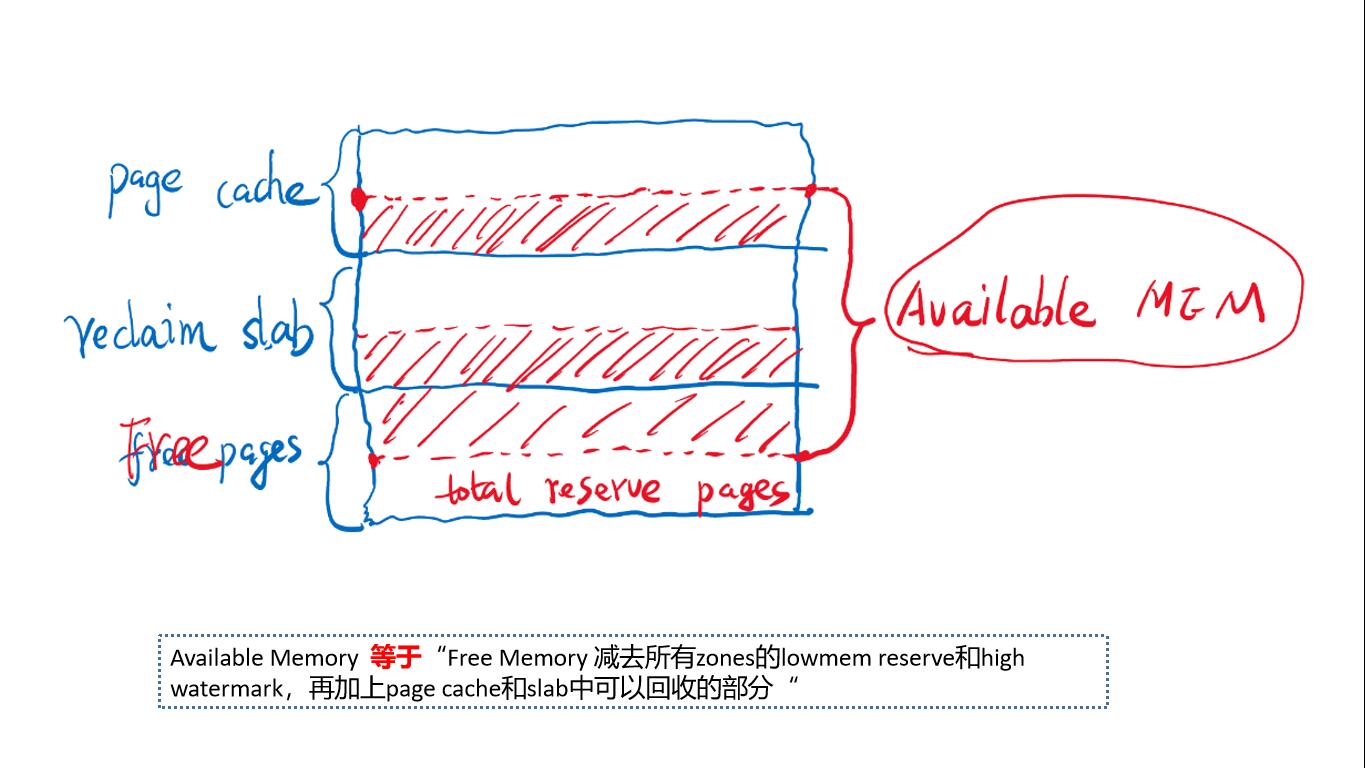 page cache
reclaim slab
Available MEM
Free pages
total reserve pages
Available Memory 等于“Free Memory 减去所有zones的lowmem reserve和high
watermark，再加上page cache和slab中可以回收的部分“